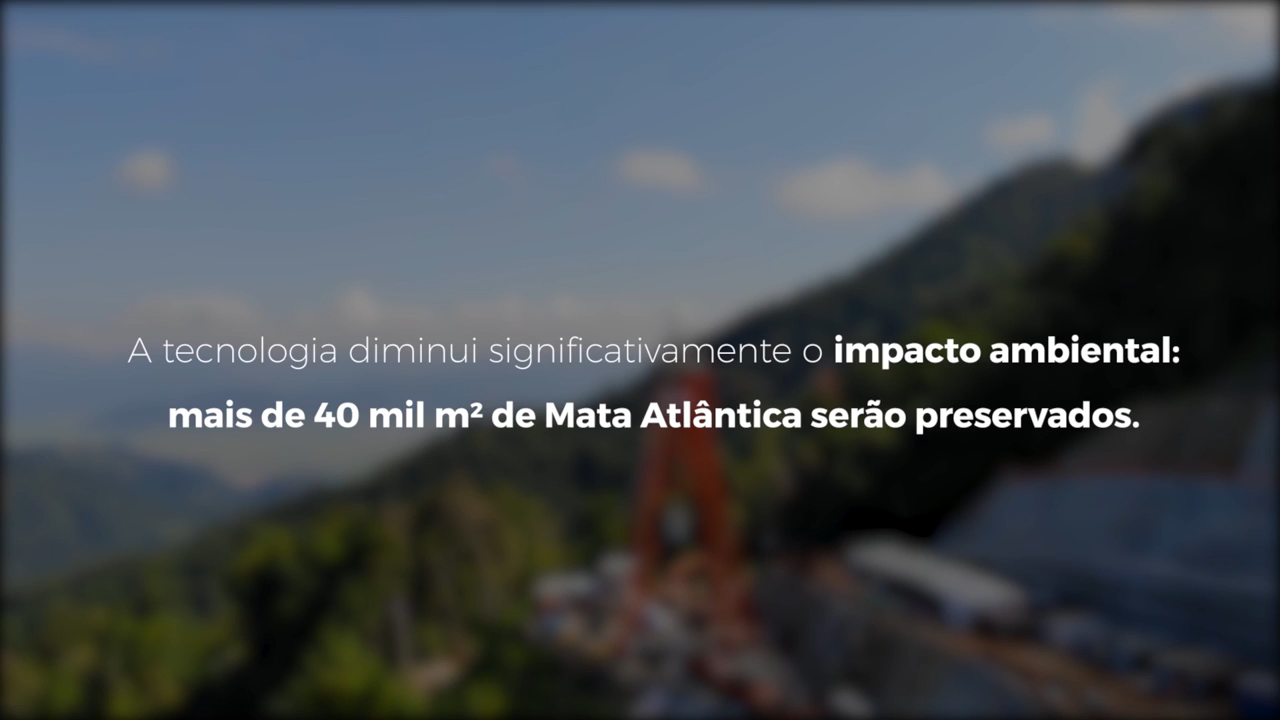 A tecnologia diminui significativamente o impacto ambiental:
mais de 40 mil m² de Mata Atlântica serão preservados.